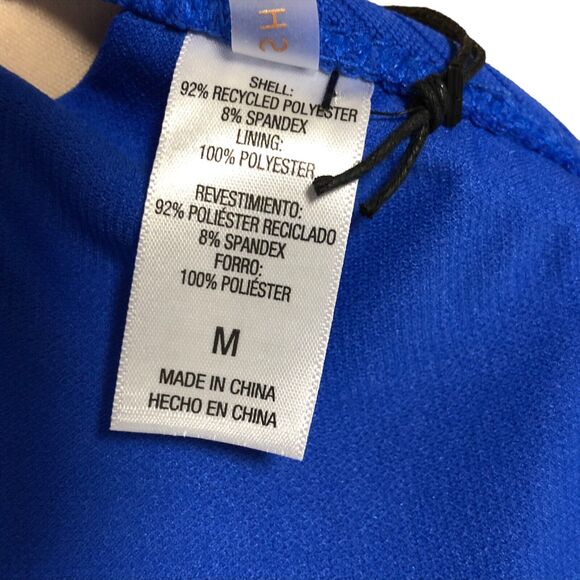 SHELL:
92% RECYCLED POLYESTER
8% SPANDEX
LINING:
100% POLYESTER
REVESTIMIENTO:
92% POLIÉSTER RECICLADO
8% SPANDEX
FORRO:
100% POLIÉSTER
M
MADE IN CHINA
HECHO EN CHINA